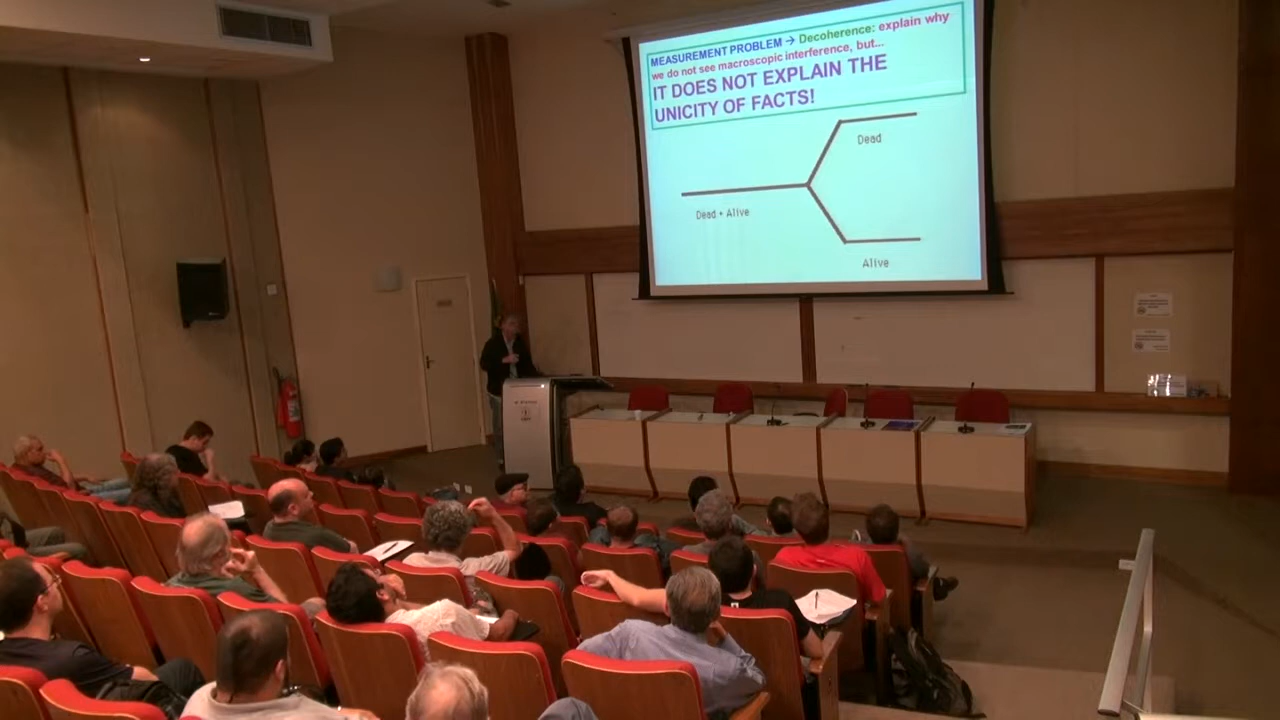 MEASUREMENT PROBLEM → Decoherence: explain why
we do not see macroscopic interference, but...
IT DOES NOT EXPLAIN THE
UNICITY OF FACTS!
Dead
Dead + Alive
Alive